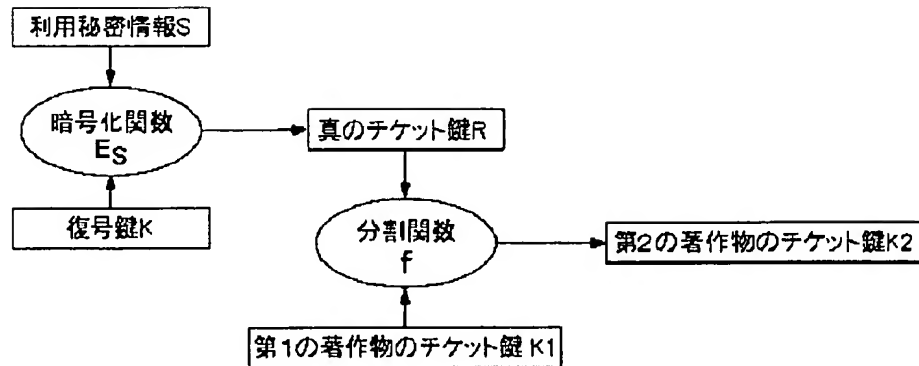 利用秘密情報S
暗号化関数
ES
真のチケット鍵R
復号鍵K
分割関数
f
第2の著作物のチケット鍵K2
第1の著作物のチケット鍵 K1